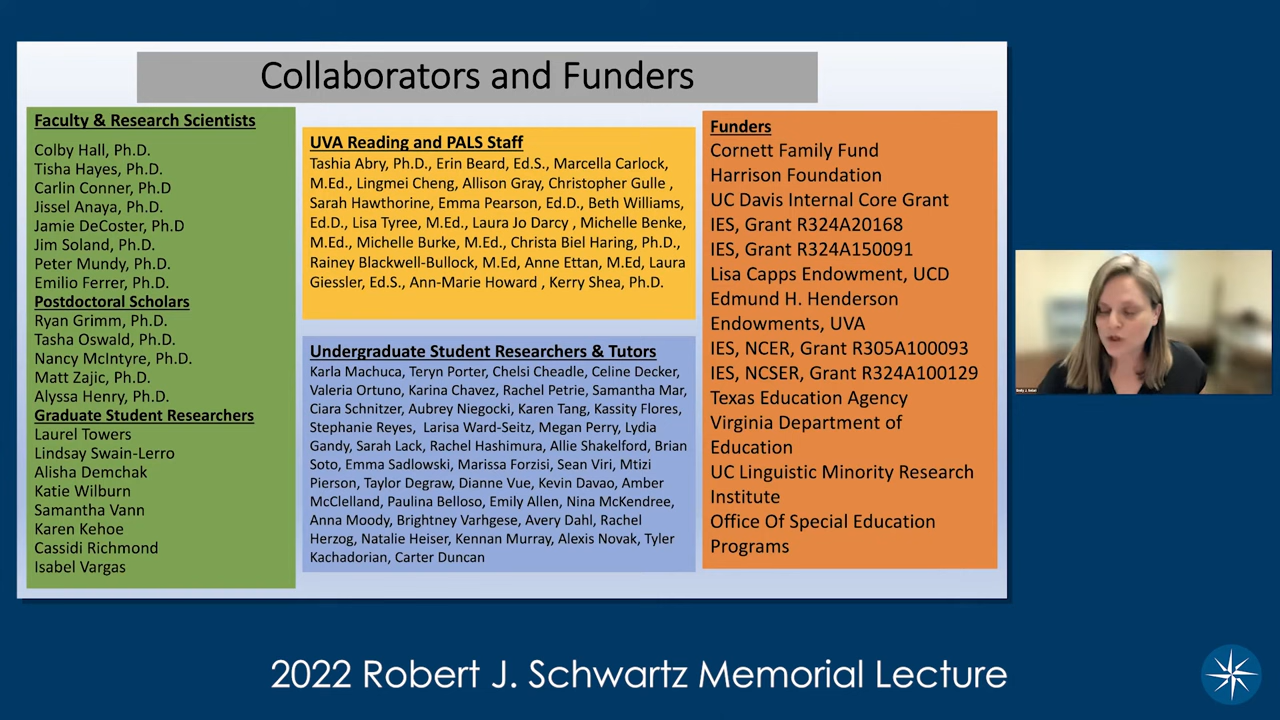 Collaborators and Funders
Faculty & Research Scientists
Colby Hall, Ph.D.
Tisha Hayes, Ph.D.
Carlin Conner, Ph.D
Jissel Anaya, Ph.D.
Jamie DeCoster, Ph.D
Jim Soland, Ph.D.
Peter Mundy, Ph.D.
Emilio Ferrer, Ph.D.
Postdoctoral Scholars
Ryan Grimm, Ph.D.
Tasha Oswald, Ph.D.
Nancy McIntyre, Ph.D.
Matt Zajic, Ph.D.
Alyssa Henry, Ph.D.
Graduate Student Researchers
Laurel Towers
Lindsay Swain-Lerro
Alisha Demchak
Katie Wilburn
Samantha Vann
Karen Kehoe
Cassidi Richmond
Isabel Vargas
UVA Reading and PALS Staff
Tashia Abry, Ph.D., Erin Beard, Ed.S., Marcella Carlock,
M.Ed., Lingmei Cheng, Allison Gray, Christopher Gulle ,
Sarah Hawthorine, Emma Pearson, Ed.D., Beth Williams,
Ed.D., Lisa Tyree, M.Ed., Laura Jo Darcy , Michelle Benke,
M.Ed., Michelle Burke, M.Ed., Christa Biel Haring, Ph.D.,
Rainey Blackwell-Bullock, M.Ed, Anne Ettan, M.Ed, Laura
Giessler, Ed.S., Ann-Marie Howard , Kerry Shea, Ph.D.
Undergraduate Student Researchers & Tutors
Karla Machuca, Teryn Porter, Chelsi Cheadle, Celine Decker,
Valeria Ortuno, Karina Chavez, Rachel Petrie, Samantha Mar,
Ciara Schnitzer, Aubrey Niegocki, Karen Tang, Kassity Flores,
Stephanie Reyes, Larisa Ward-Seitz, Megan Perry, Lydia
Gandy, Sarah Lack, Rachel Hashimura, Allie Shakelford, Brian
Soto, Emma Sadlowski, Marissa Forzisi, Sean Viri, Mtizi
Pierson, Taylor Degraw, Dianne Vue, Kevin Davao, Amber
McClelland, Paulina Belloso, Emily Allen, Nina McKendree,
Anna Moody, Brightney Varhgese, Avery Dahl, Rachel
Herzog, Natalie Heiser, Kennan Murray, Alexis Novak, Tyler
Kachadorian, Carter Duncan
Funders
Cornett Family Fund
Harrison Foundation
UC Davis Internal Core Grant
IES, Grant R324A20168
IES, Grant R324A150091
Lisa Capps Endowment, UCD
Edmund H. Henderson
Endowments, UVA
IES, NCER, Grant R305A100093
IES, NCSER, Grant R324A100129
Texas Education Agency
Virginia Department of
Education
UC Linguistic Minority Research
Institute
Office Of Special Education
Programs
2022 Robert J. Schwartz Memorial Lecture